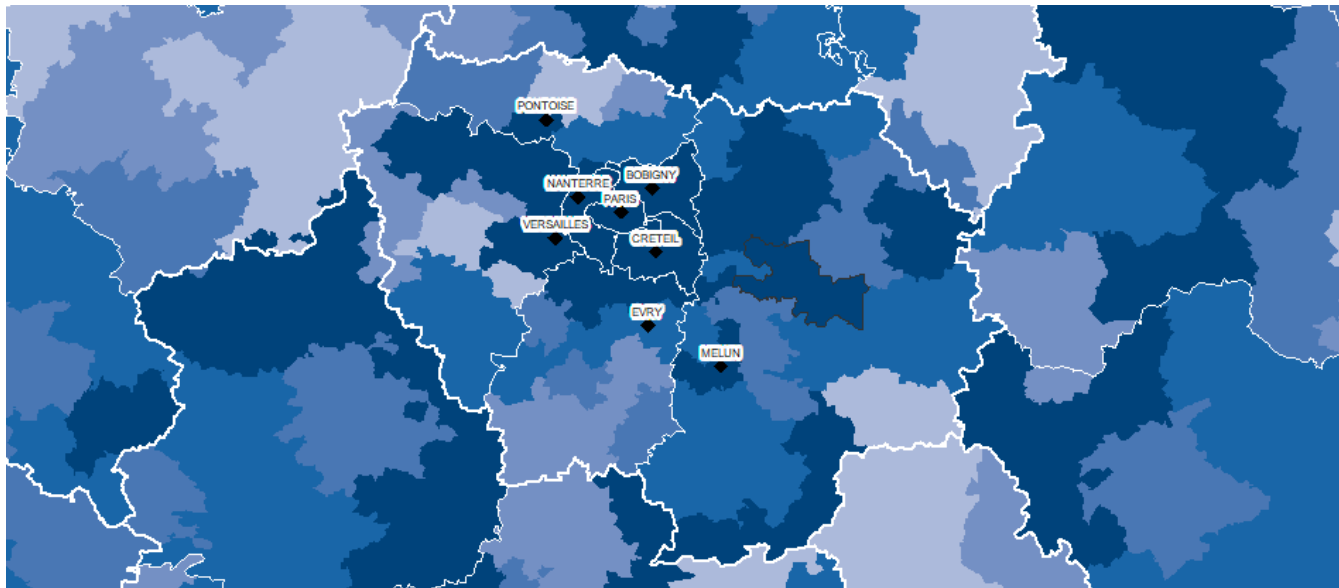 PONTOISE
BOBIGNY
NANTERRE
PARIS
VERSAILLES
CRETEIL
EVRY
MELUN